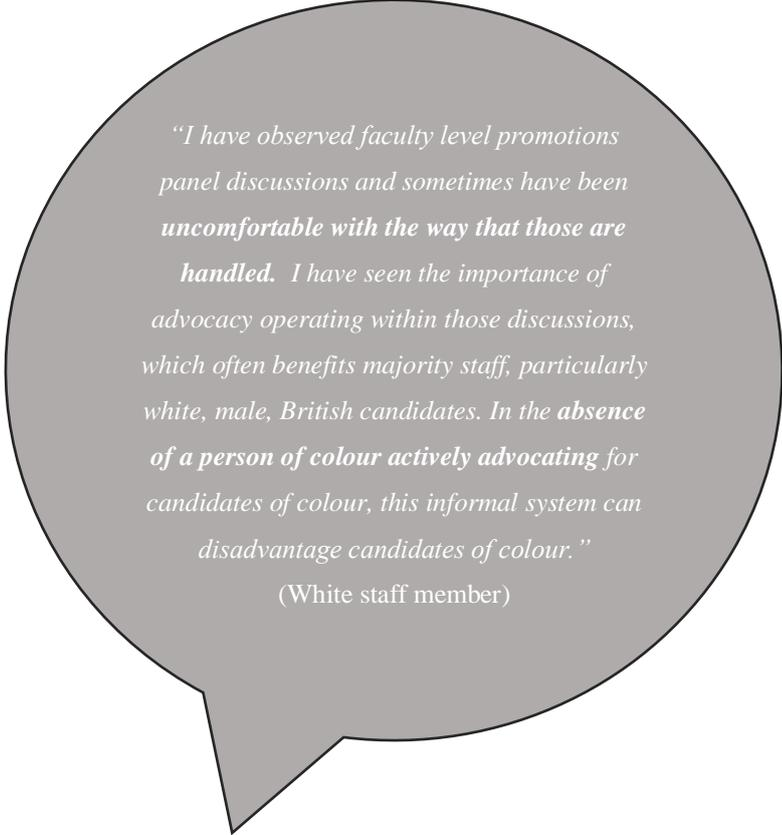 “I have observed faculty level promotions
panel discussions and sometimes have been
uncomfortable with the way that those are
handled.  I have seen the importance of
advocacy operating within those discussions,
which often benefits majority staff, particularly
white, male, British candidates. In the absence
of a person of colour actively advocating for
candidates of colour, this informal system can
disadvantage candidates of colour.”
(White staff member)